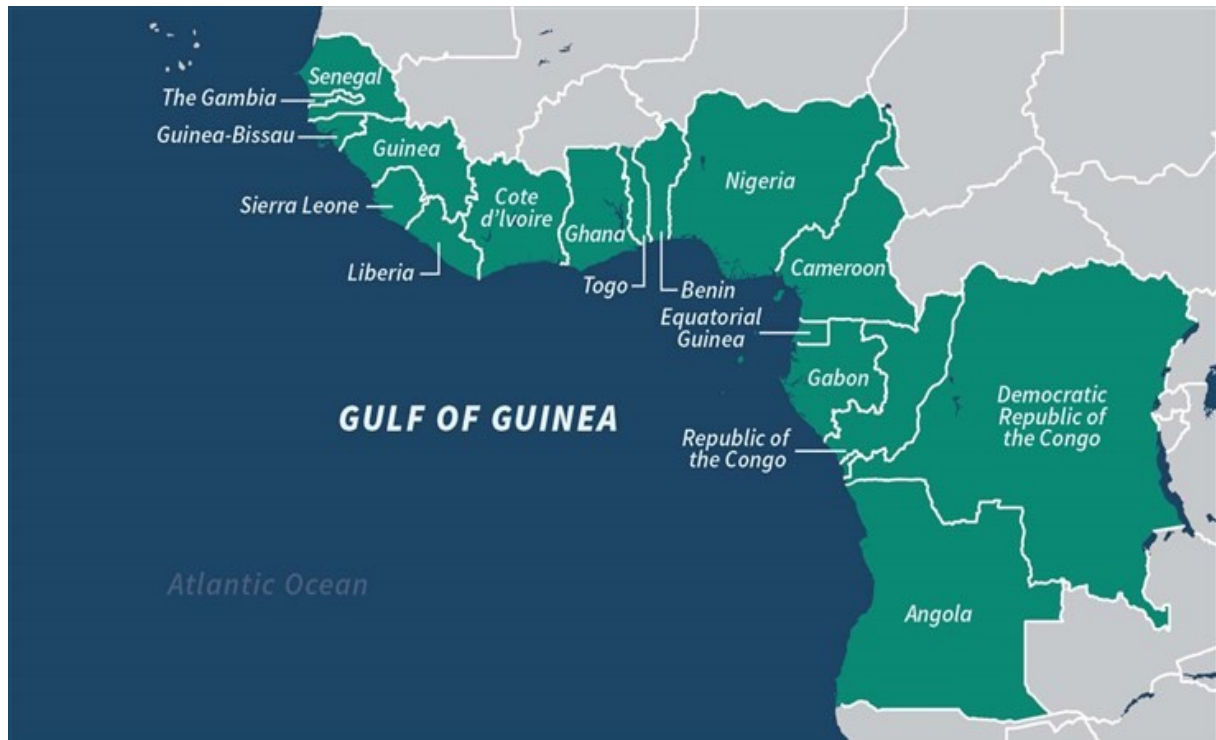 Senegal
The Gambia
Guinea-Bissau
Guinea
Sierra Leone
Liberia
Cote
d'Ivoire
Ghana
Togo
Benin
Nigeria
Cameroon
Equatorial
Guinea
Gabon
GULF OF GUINEA
Republic of
the Congo
Democratic
Republic of
the Congo
Atlantic Ocean
Angola